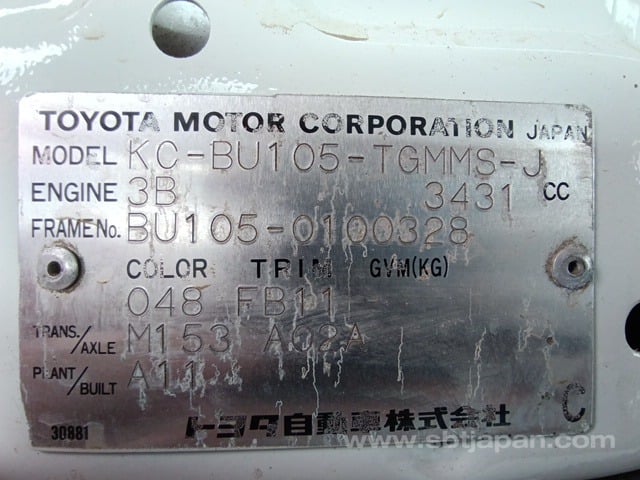 TOYOTA MOTOR CORPORATION JAPAN
MODEL KC-BU105-TGMMS-J
ENGINE 3B 3431 CC
FRAME No. BU105-0100328
COLOR TRIM GVM(KG)
048 FB11
TRANS./AXLE M153 A02A
PLANT/BUILT A11
30881 トヨタ自動車株式会社 C
www.sbtjapan.com